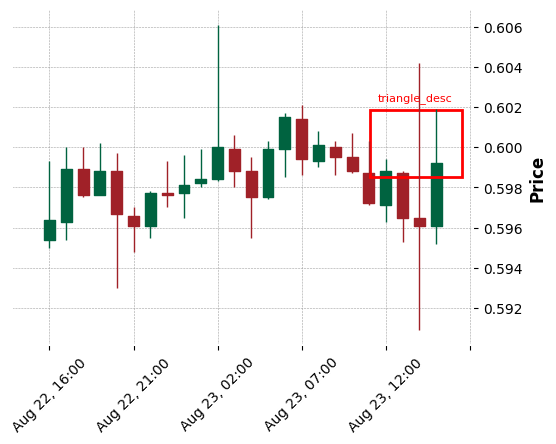 triangle_desc
0.606
0.604
0.602
0.600
0.598
0.596
0.594
0.592
Price
Aug 22, 16:00
Aug 22, 21:00
Aug 23, 02:00
Aug 23, 07:00
Aug 23, 12:00